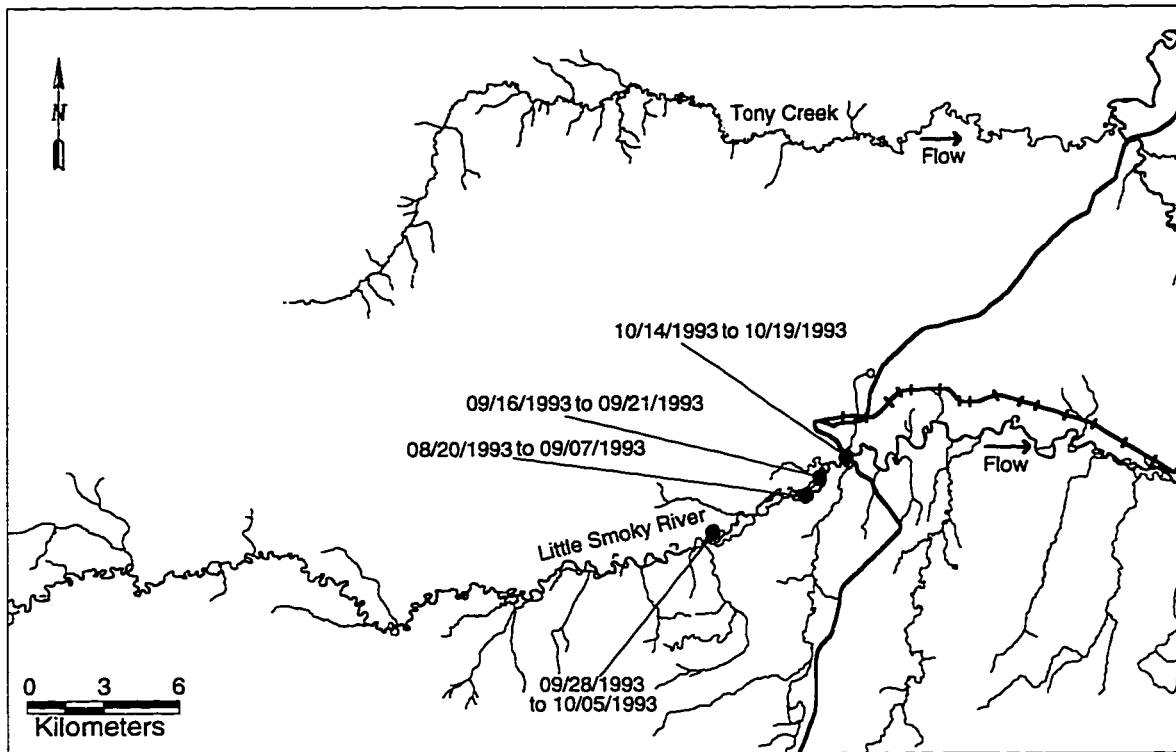 N
Tony Creek
Flow
10/14/1993 to 10/19/1993
09/16/1993 to 09/21/1993
08/20/1993 to 09/07/1993
Flow
Little Smoky River
09/28/1993
to 10/05/1993
0 3 6
Kilometers